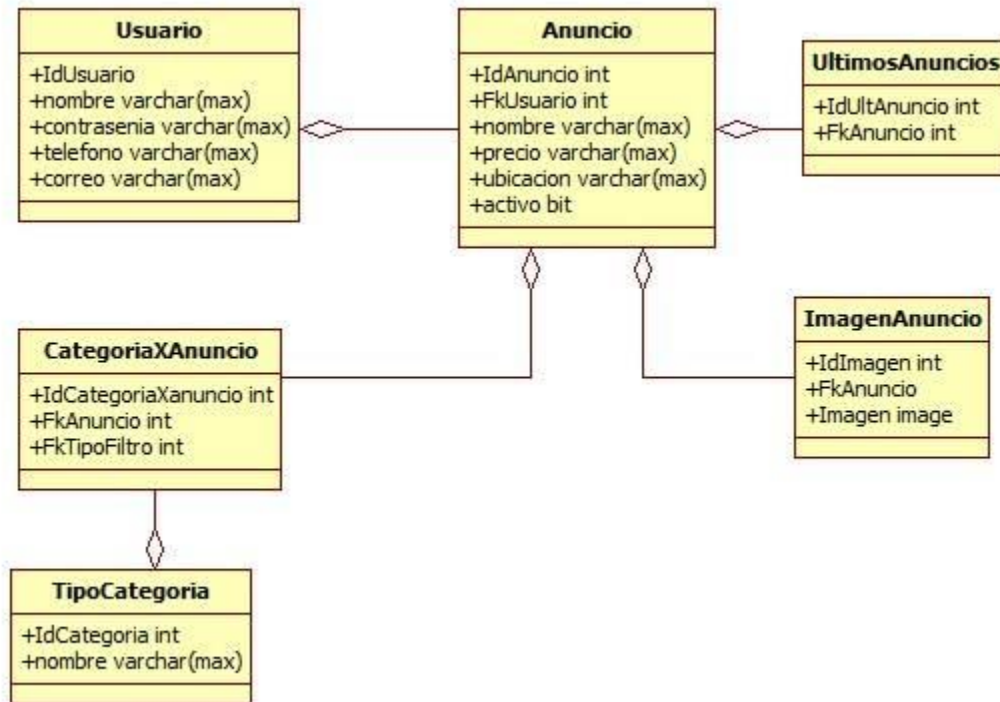 Usuario
+IdUsuario
+nombre varchar(max)
+contrasenia varchar(max)
+telefono varchar(max)
+correo varchar(max)
Anuncio
+IdAnuncio int
+FkUsuario int
+nombre varchar(max)
+precio varchar(max)
+ubicacion varchar(max)
+activo bit
UltimosAnuncios
+IdUltAnuncio int
+FkAnuncio int
CategoriaXAnuncio
+IdCategoriaXanuncio int
+FkAnuncio int
+FkTipoFiltro int
ImagenAnuncio
+IdImagen int
+FkAnuncio
+Imagen image
TipoCategoria
+IdCategoria int
+nombre varchar(max)